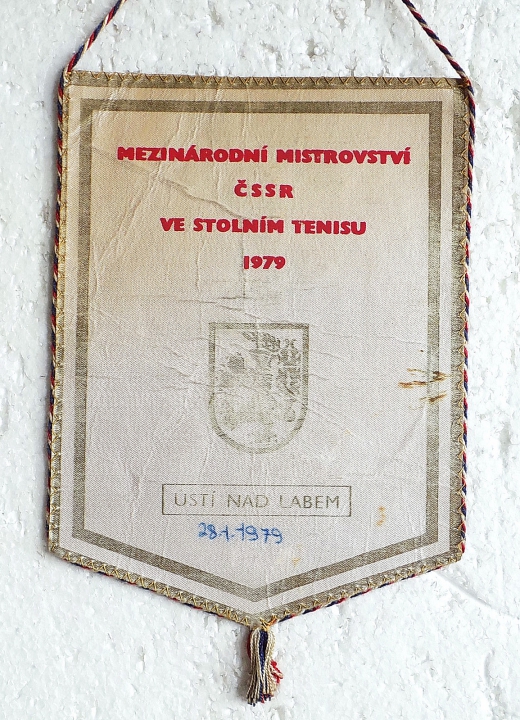 MEZINÁRODNÍ MISTROVSTVÍ
ČSSR
VE STOLNÍM TENISU
1979
ÚSTÍ NAD LABEM
28.1.1979